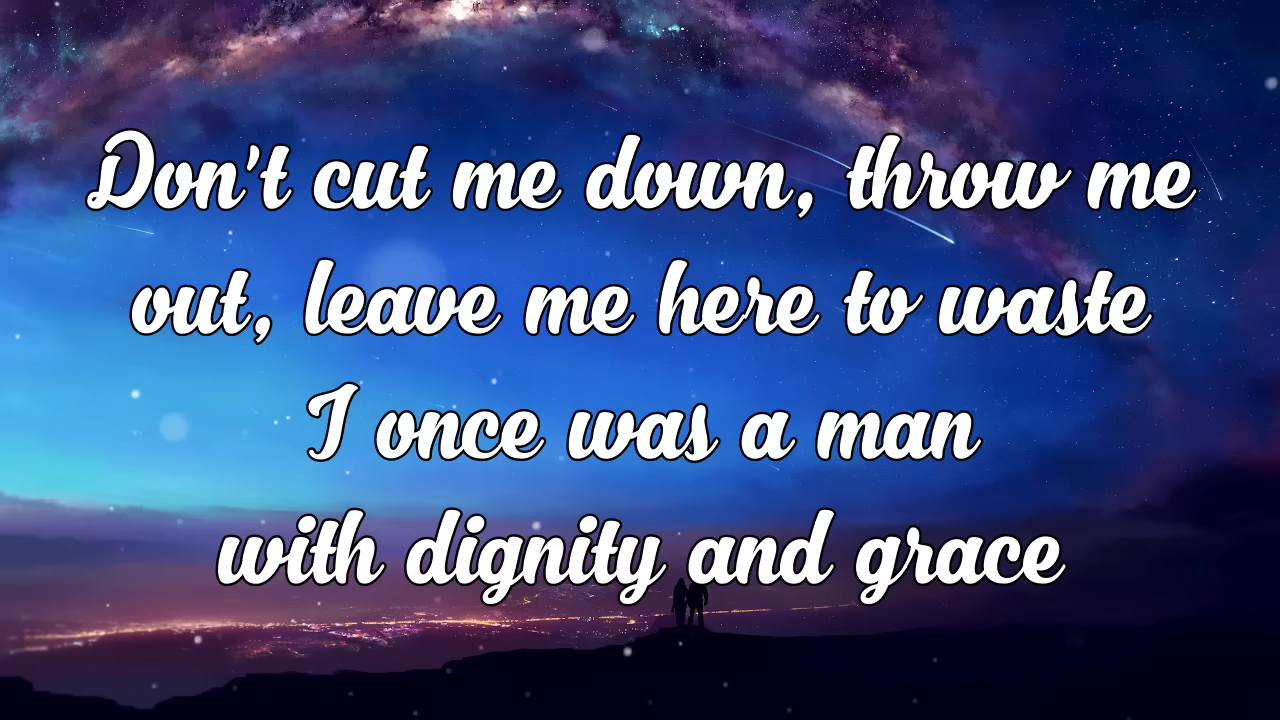 Don't cut me down, throw me
out, leave me here to waste
I once was a man
with dignity and grace